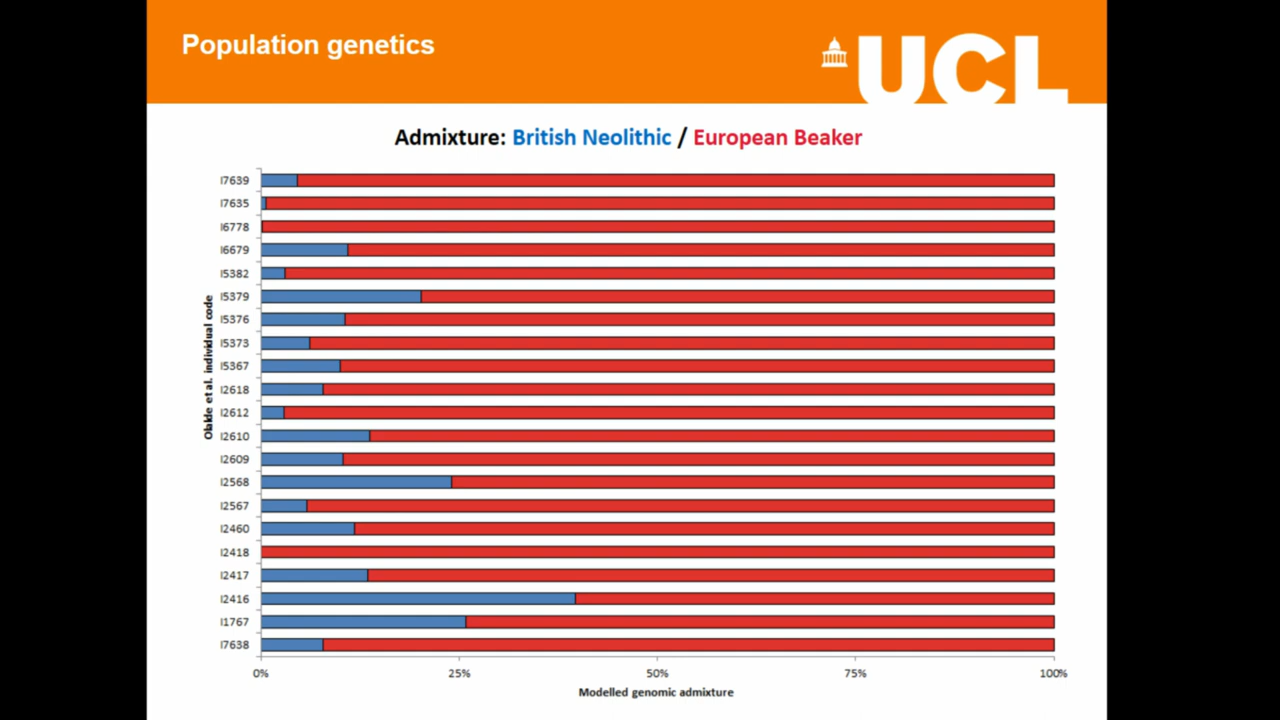 Population genetics
UCL
Admixture: British Neolithic / European Beaker
Olalde et al. individual code
I7639
I7635
I6778
I6679
I5382
I5379
I5376
I5373
I5367
I2618
I2612
I2610
I2609
I2568
I2567
I2460
I2418
I2417
I2416
I1767
I7638
0% 25% 50% 75% 100%
Modelled genomic admixture